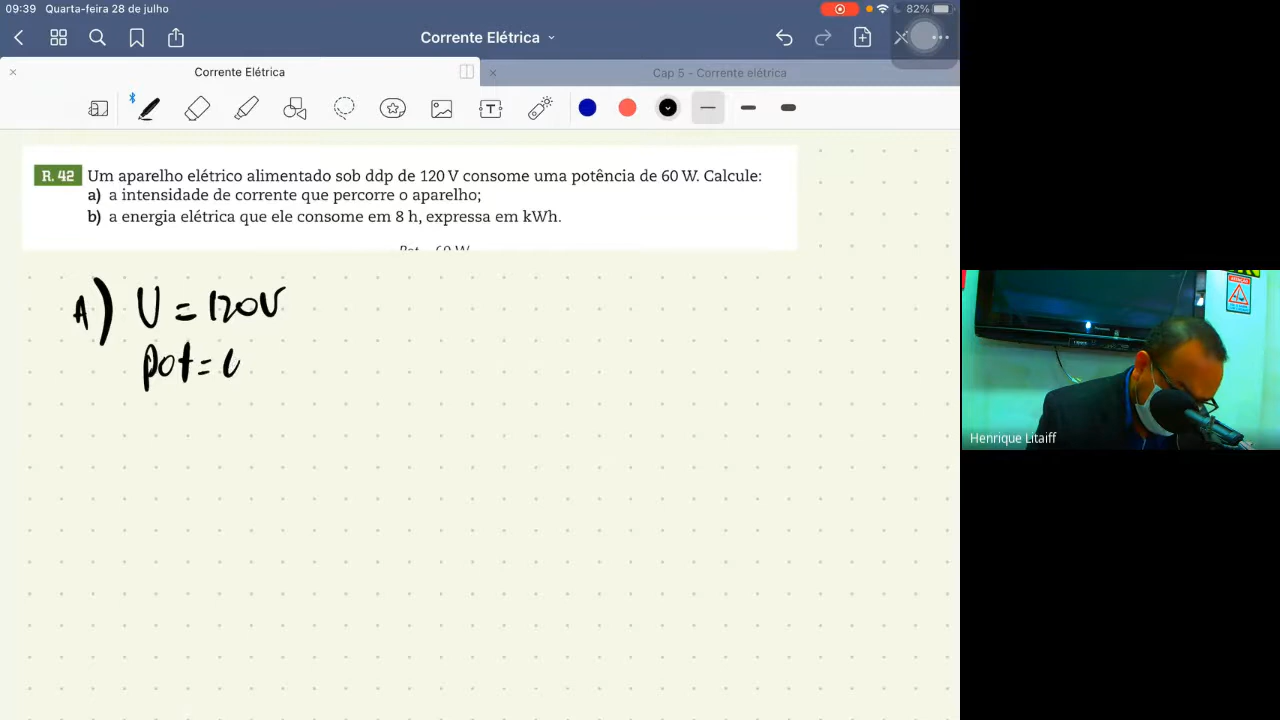 09:39 Quarta-feira 28 de julho
82%
Corrente Elétrica
Corrente Elétrica
Cap 5 - Corrente elétrica
R. 42 Um aparelho elétrico alimentado sob ddp de 120 V consome uma potência de 60 W. Calcule:
a) a intensidade de corrente que percorre o aparelho;
b) a energia elétrica que ele consome em 8 h, expressa em kWh.
A) U = 120V
pot =
Henrique Litaiff